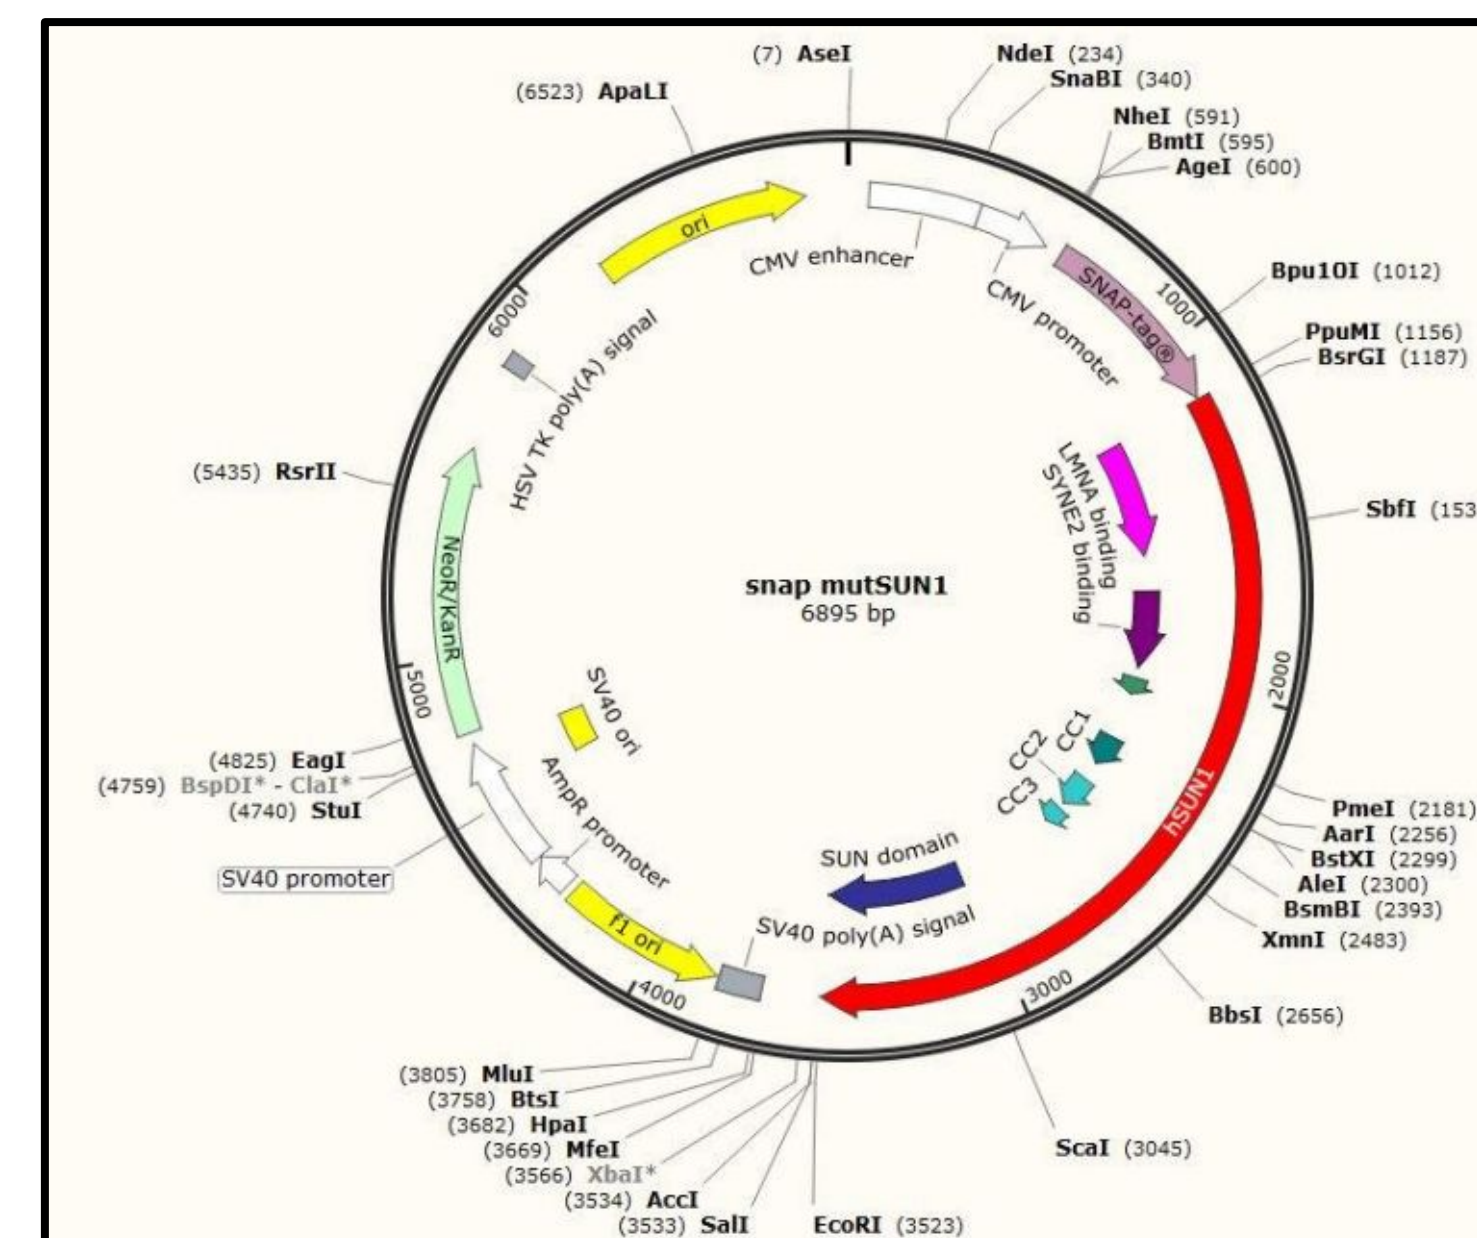 (7) AseI
NdeI (234)
SnaBI (340)
(6523) ApaLI
NheI (591)
BmtI (595)
AgeI (600)
Bpu10I (1012)
PpuMI (1156)
BsrGI (1187)
SbfI (153
PmeI (2181)
AarI (2256)
BstXI (2299)
AleI (2300)
BsmBI (2393)
XmnI (2483)
BbsI (2656)
ScaI (3045)
EcoRI (3523)
(3533) SalI
(3534) AccI
(3566) XbaI*
(3669) MfeI
(3682) HpaI
(3758) BtsI
(3805) MluI
(4740) StuI
(4759) BspDI* - ClaI*
(4825) EagI
(5435) RsrII
1000
2000
3000
4000
5000
6000
ori
CMV enhancer
CMV promoter
SNAP-tag®
LMNA binding
SYNE2 binding
hSUN1
CC1
CC2
CC3
SUN domain
SV40 poly(A) signal
f1 ori
AmpR promoter
SV40 promoter
SV40 ori
NeoR/KanR
HSV TK poly(A) signal
snap mutSUN1
6895 bp